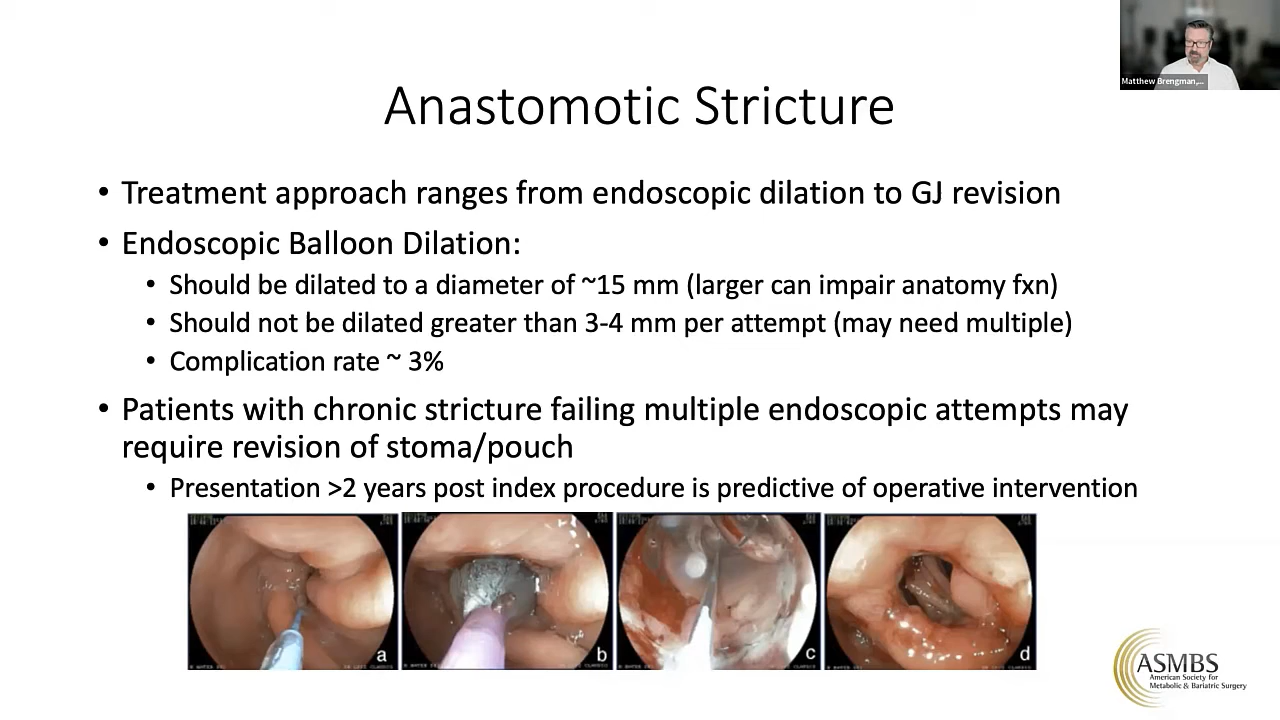 Matthew Brengman,...
Anastomotic Stricture
• Treatment approach ranges from endoscopic dilation to GJ revision
• Endoscopic Balloon Dilation:
• Should be dilated to a diameter of ~15 mm (larger can impair anatomy fxn)
• Should not be dilated greater than 3-4 mm per attempt (may need multiple)
• Complication rate ~ 3%
• Patients with chronic stricture failing multiple endoscopic attempts may
require revision of stoma/pouch
• Presentation >2 years post index procedure is predictive of operative intervention
a
b
c
d
ASMBS
American Society for
Metabolic & Bariatric Surgery